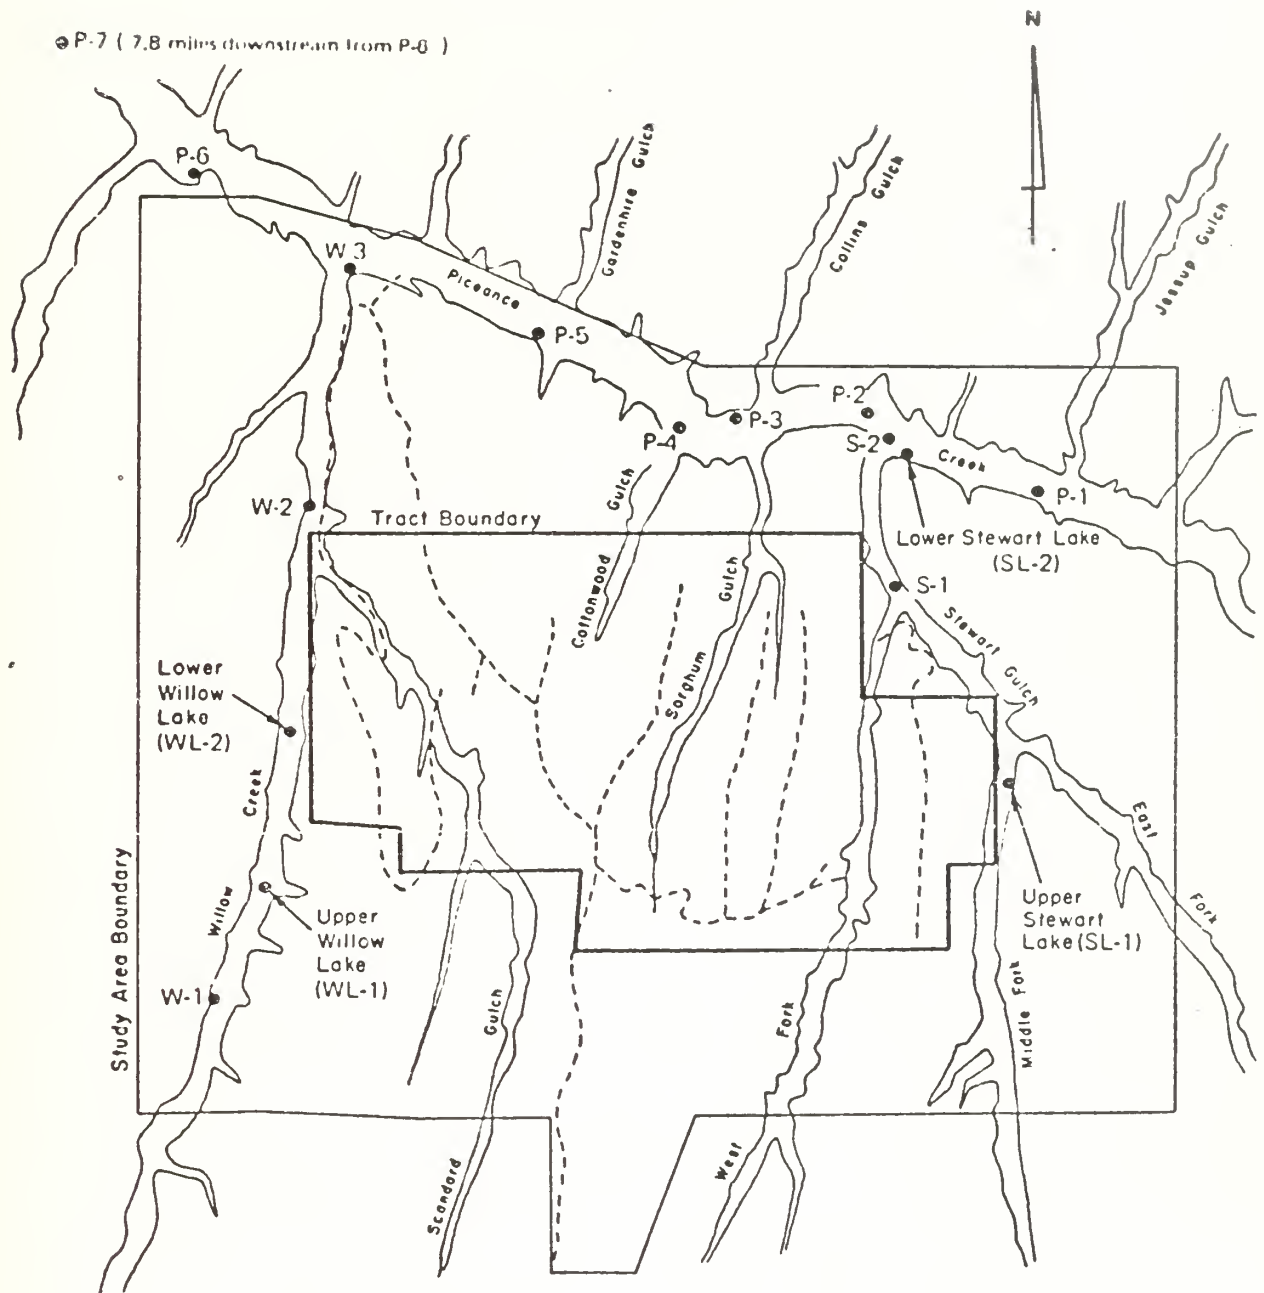 P-7 ( 7.8 miles downstream from P-6 )
N
P-6
Gardenhire Gulch
Collins Gulch
Jessup Gulch
W 3
Piceance
P-5
P-2
P-3
P-4
S-2
Creek
P-1
W-2
Tract Boundary
Gulch
Cottonwood
Gulch
Sorghum
Lower Stewart Lake
(SL-2)
S-1
Stewart Gulch
Lower
Willow
Lake
(WL-2)
Creek
Willow
East
Fork
Study Area Boundary
Upper
Willow
Lake
(WL-1)
Upper
Stewart
Lake (SL-1)
W-1
Gulch
Scandard
Fork
West
Middle Fork